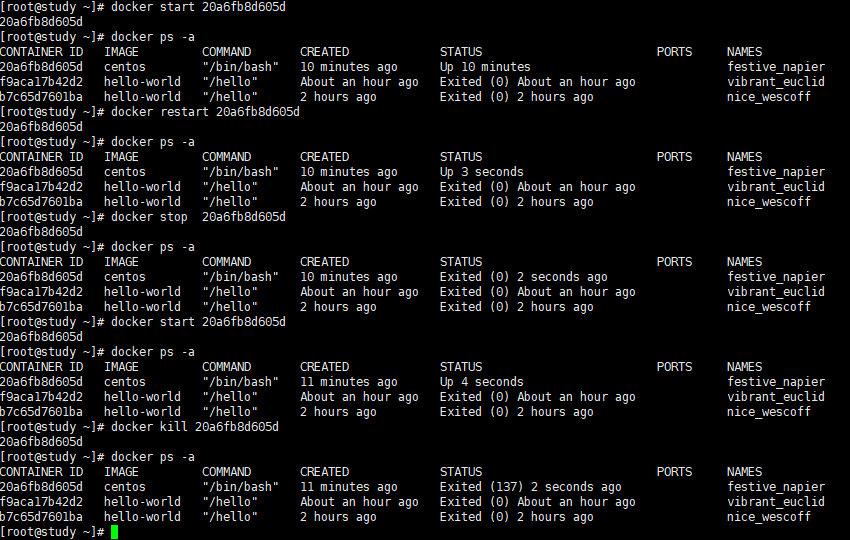 [root@study ~]# docker start 20a6fb8d605d
20a6fb8d605d
[root@study ~]# docker ps -a
CONTAINER ID   IMAGE         COMMAND       CREATED             STATUS                         PORTS     NAMES
20a6fb8d605d   centos        "/bin/bash"   10 minutes ago      Up 10 minutes                            festive_napier
f9aca17b42d2   hello-world   "/hello"      About an hour ago   Exited (0) About an hour ago             vibrant_euclid
b7c65d7601ba   hello-world   "/hello"      2 hours ago         Exited (0) 2 hours ago                   nice_wescoff
[root@study ~]# docker restart 20a6fb8d605d
20a6fb8d605d
[root@study ~]# docker ps -a
CONTAINER ID   IMAGE         COMMAND       CREATED             STATUS                         PORTS     NAMES
20a6fb8d605d   centos        "/bin/bash"   10 minutes ago      Up 3 seconds                             festive_napier
f9aca17b42d2   hello-world   "/hello"      About an hour ago   Exited (0) About an hour ago             vibrant_euclid
b7c65d7601ba   hello-world   "/hello"      2 hours ago         Exited (0) 2 hours ago                   nice_wescoff
[root@study ~]# docker stop  20a6fb8d605d
20a6fb8d605d
[root@study ~]# docker ps -a
CONTAINER ID   IMAGE         COMMAND       CREATED             STATUS                         PORTS     NAMES
20a6fb8d605d   centos        "/bin/bash"   10 minutes ago      Exited (0) 2 seconds ago                 festive_napier
f9aca17b42d2   hello-world   "/hello"      About an hour ago   Exited (0) About an hour ago             vibrant_euclid
b7c65d7601ba   hello-world   "/hello"      2 hours ago         Exited (0) 2 hours ago                   nice_wescoff
[root@study ~]# docker start 20a6fb8d605d
20a6fb8d605d
[root@study ~]# docker ps -a
CONTAINER ID   IMAGE         COMMAND       CREATED             STATUS                         PORTS     NAMES
20a6fb8d605d   centos        "/bin/bash"   11 minutes ago      Up 4 seconds                             festive_napier
f9aca17b42d2   hello-world   "/hello"      About an hour ago   Exited (0) About an hour ago             vibrant_euclid
b7c65d7601ba   hello-world   "/hello"      2 hours ago         Exited (0) 2 hours ago                   nice_wescoff
[root@study ~]# docker kill 20a6fb8d605d
20a6fb8d605d
[root@study ~]# docker ps -a
CONTAINER ID   IMAGE         COMMAND       CREATED             STATUS                         PORTS     NAMES
20a6fb8d605d   centos        "/bin/bash"   11 minutes ago      Exited (137) 2 seconds ago               festive_napier
f9aca17b42d2   hello-world   "/hello"      About an hour ago   Exited (0) About an hour ago             vibrant_euclid
b7c65d7601ba   hello-world   "/hello"      2 hours ago         Exited (0) 2 hours ago                   nice_wescoff
[root@study ~]#